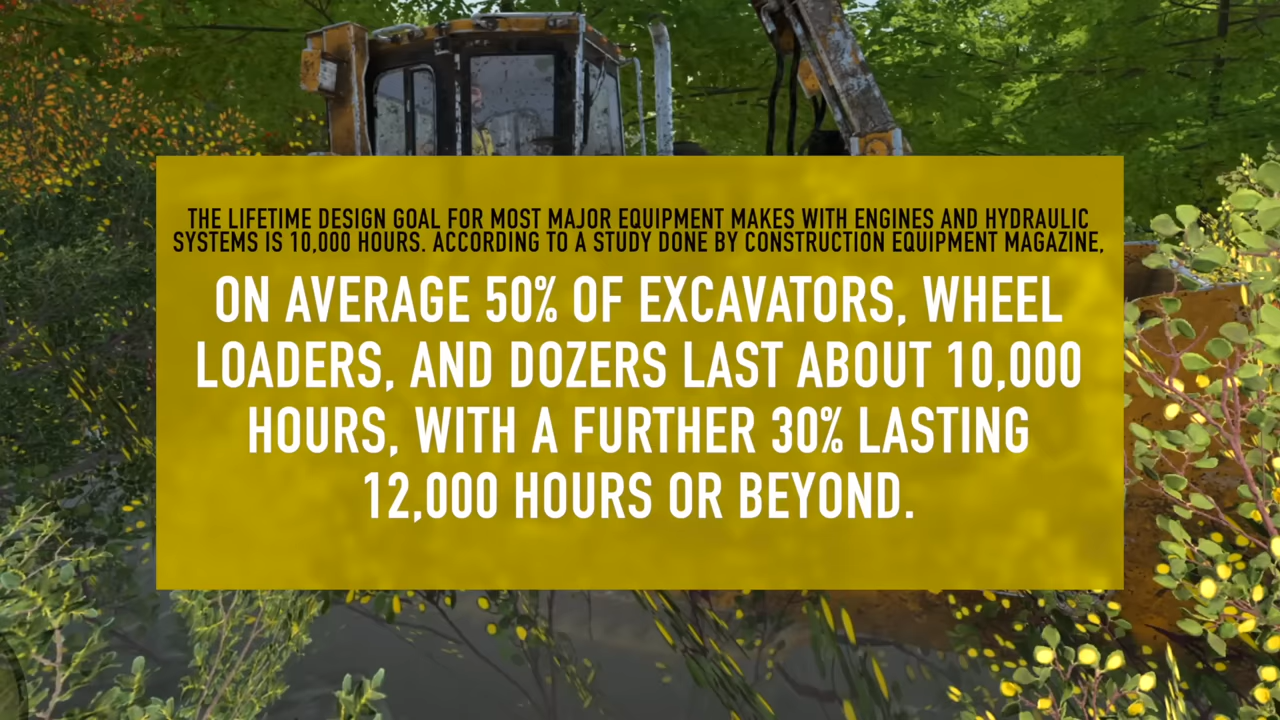 THE LIFETIME DESIGN GOAL FOR MOST MAJOR EQUIPMENT MAKES WITH ENGINES AND HYDRAULIC
SYSTEMS IS 10,000 HOURS. ACCORDING TO A STUDY DONE BY CONSTRUCTION EQUIPMENT MAGAZINE,
ON AVERAGE 50% OF EXCAVATORS, WHEEL
LOADERS, AND DOZERS LAST ABOUT 10,000
HOURS, WITH A FURTHER 30% LASTING
12,000 HOURS OR BEYOND.